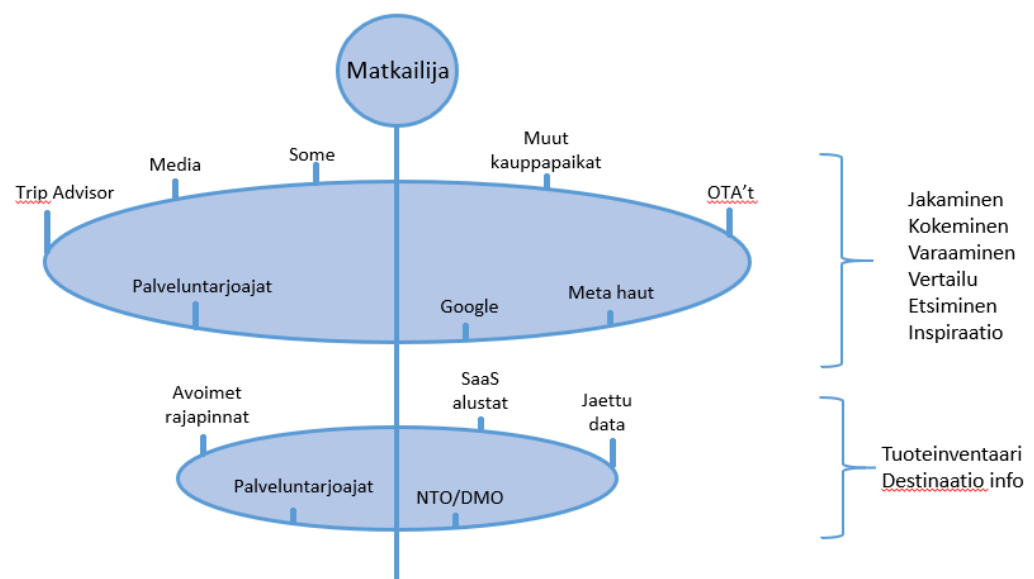 Matkailija
Trip Advisor
Media
Some
Muut
kauppapaikat
OTA't
Palveluntarjoajat
Google
Meta haut
Jakaminen
Kokeminen
Varaaminen
Vertailu
Etsiminen
Inspiraatio
Avoimet
rajapinnat
SaaS
alustat
Jaettu
data
Palveluntarjoajat
NTO/DMO
Tuoteinventaari
Destinaatio info